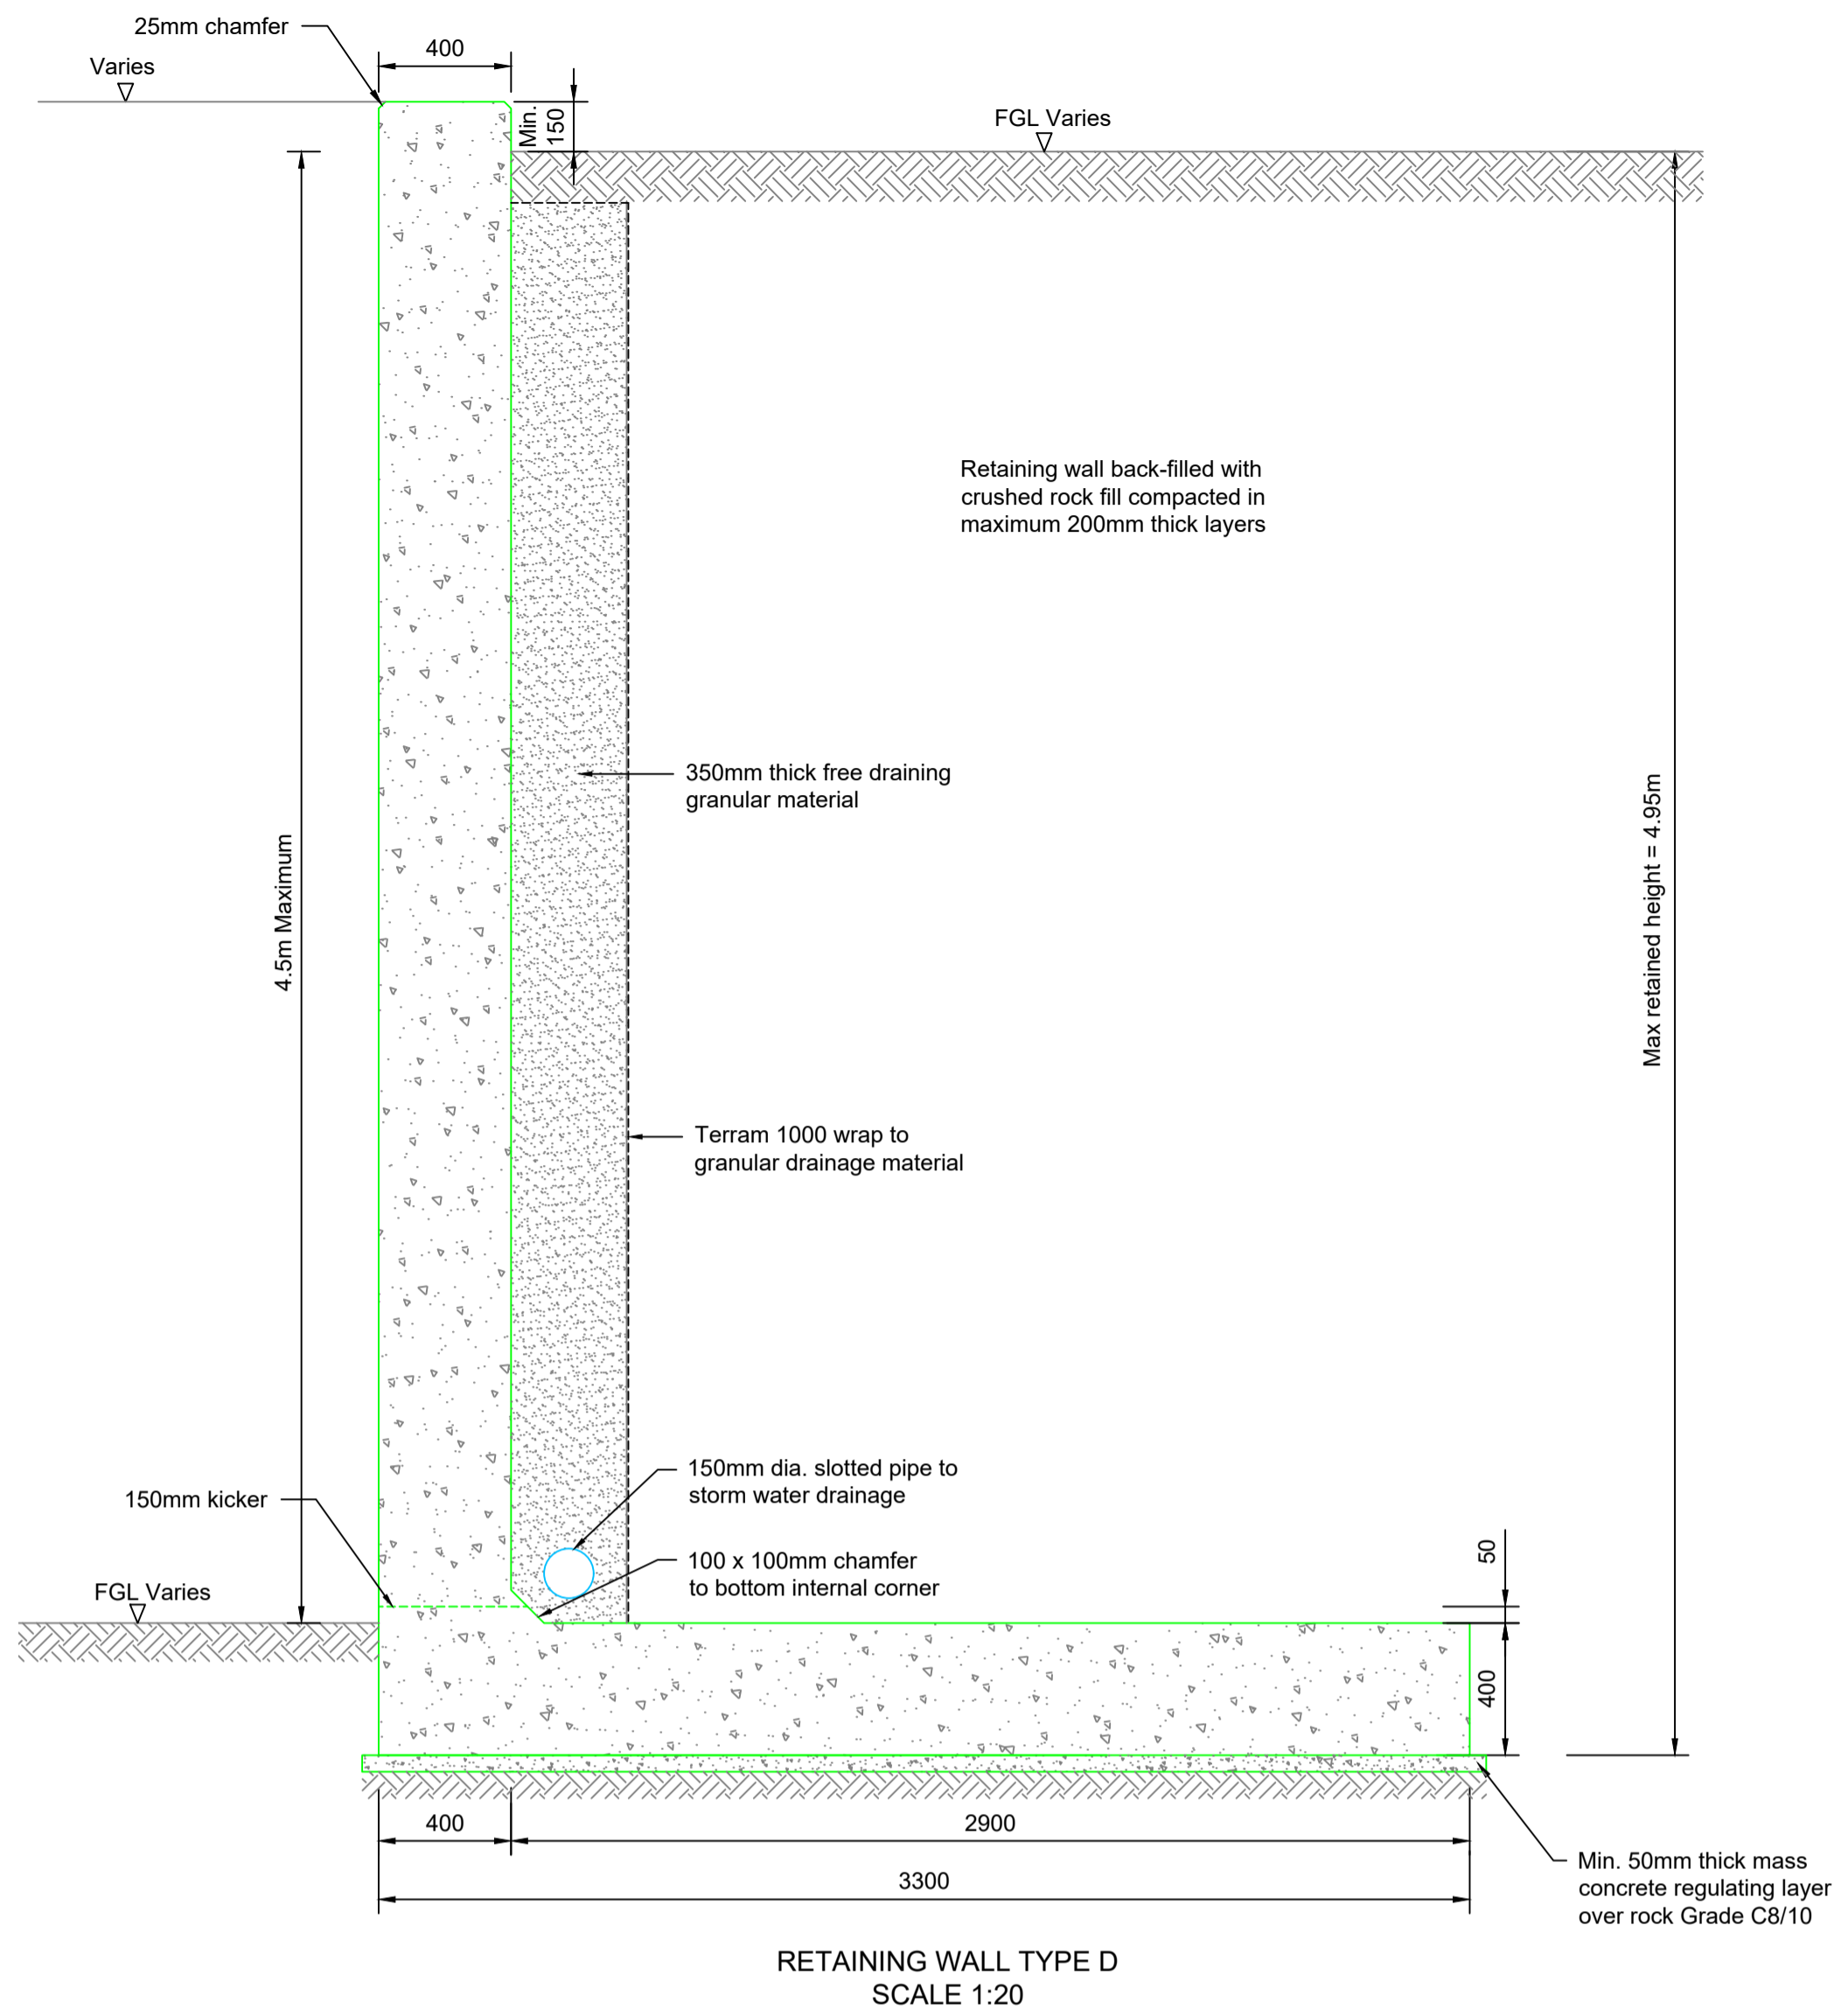 25mm chamfer
400
Varies
Min.
150
FGL Varies
Retaining wall back-filled with
crushed rock fill compacted in
maximum 200mm thick layers
350mm thick free draining
granular material
4.5m Maximum
Max retained height = 4.95m
Terram 1000 wrap to
granular drainage material
150mm dia. slotted pipe to
storm water drainage
150mm kicker
100 x 100mm chamfer
to bottom internal corner
50
FGL Varies
400
400
2900
3300
Min. 50mm thick mass
concrete regulating layer
over rock Grade C8/10
RETAINING WALL TYPE D
SCALE 1:20